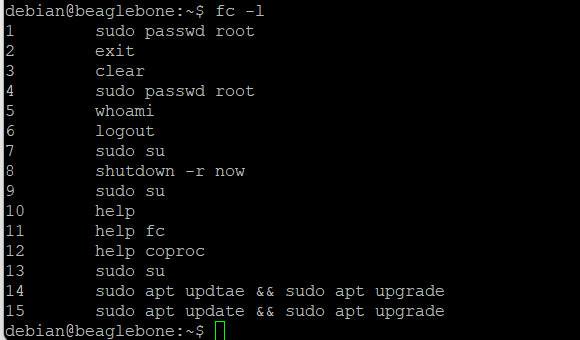 debian@beaglebone:~$ fc -l
1 sudo passwd root
2 exit
3 clear
4 sudo passwd root
5 whoami
6 logout
7 sudo su
8 shutdown -r now
9 sudo su
10 help
11 help fc
12 help coproc
13 sudo su
14 sudo apt updtae && sudo apt upgrade
15 sudo apt update && sudo apt upgrade
debian@beaglebone:~$